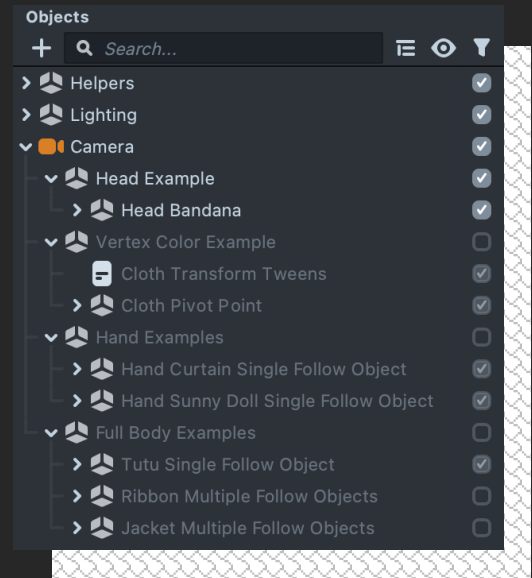 Objects
Search...
Helpers
Lighting
Camera
Head Example
Head Bandana
Vertex Color Example
Cloth Transform Tweens
Cloth Pivot Point
Hand Examples
Hand Curtain Single Follow Object
Hand Sunny Doll Single Follow Object
Full Body Examples
Tutu Single Follow Object
Ribbon Multiple Follow Objects
Jacket Multiple Follow Objects